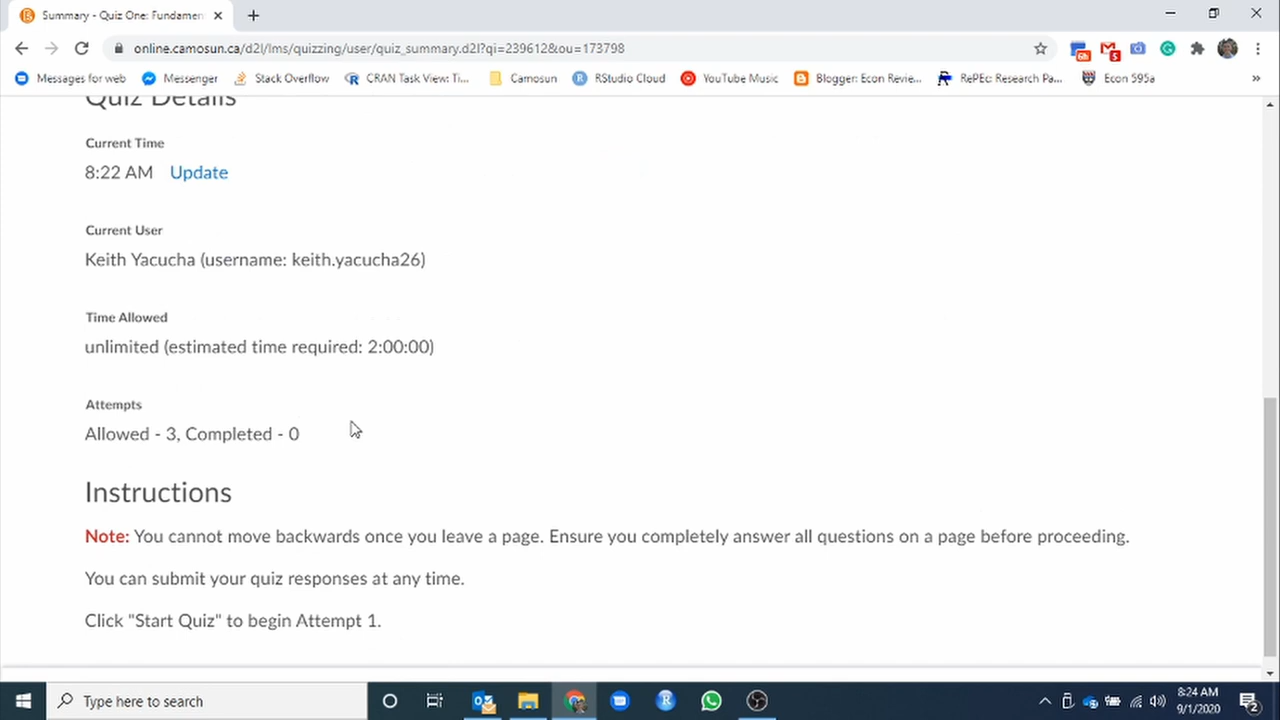 Summary - Quiz One: Fundamen
online.camosun.ca/d2l/lms/quizzing/user/quiz_summary.d2l?qi=239612&ou=173798
6h
5
Messages for web
Messenger
Stack Overflow
CRAN Task View: Ti...
Camosun
RStudio Cloud
YouTube Music
Blogger: Econ Revie...
RePEc: Research Pa...
Econ 595a
»
Quiz Details
Current Time
8:22 AM Update
Current User
Keith Yacucha (username: keith.yacucha26)
Time Allowed
unlimited (estimated time required: 2:00:00)
Attempts
Allowed - 3, Completed - 0
Instructions
Note: You cannot move backwards once you leave a page. Ensure you completely answer all questions on a page before proceeding.
You can submit your quiz responses at any time.
Click "Start Quiz" to begin Attempt 1.
Type here to search
8:24 AM
9/1/2020
2